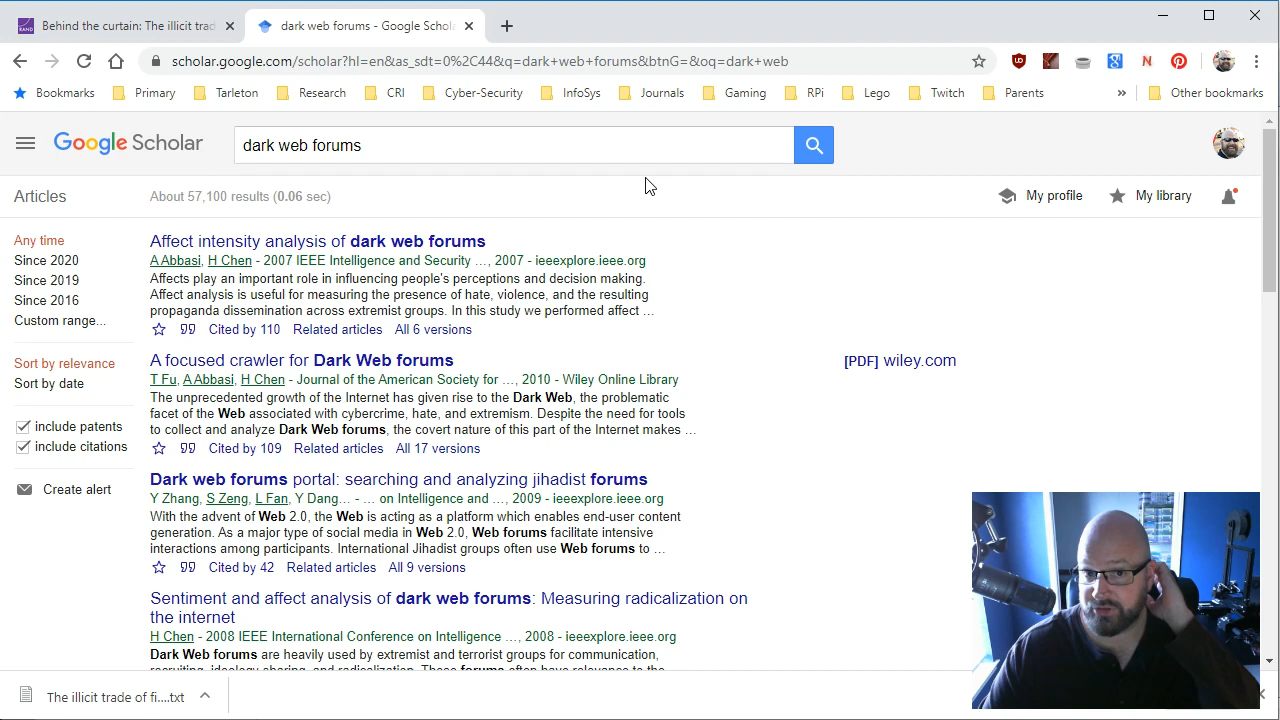 Behind the curtain: The illicit trad
dark web forums - Google Schola
scholar.google.com/scholar?hl=en&as_sdt=0%2C44&q=dark+web+forums&btnG=&oq=dark+web
Bookmarks Primary Tarleton Research CRI Cyber-Security InfoSys Journals Gaming RPi Lego Twitch Parents » Other bookmarks
Google Scholar
dark web forums
Articles
About 57,100 results (0.06 sec)
My profile
My library
Any time
Since 2020
Since 2019
Since 2016
Custom range...
Sort by relevance
Sort by date
include patents
include citations
Create alert
Affect intensity analysis of dark web forums
A Abbasi, H Chen - 2007 IEEE Intelligence and Security …, 2007 - ieeexplore.ieee.org
Affects play an important role in influencing people's perceptions and decision making.
Affect analysis is useful for measuring the presence of hate, violence, and the resulting
propaganda dissemination across extremist groups. In this study we performed affect …
Cited by 110 Related articles All 6 versions
A focused crawler for Dark Web forums
[PDF] wiley.com
T Fu, A Abbasi, H Chen - Journal of the American Society for …, 2010 - Wiley Online Library
The unprecedented growth of the Internet has given rise to the Dark Web, the problematic
facet of the Web associated with cybercrime, hate, and extremism. Despite the need for tools
to collect and analyze Dark Web forums, the covert nature of this part of the Internet makes …
Cited by 109 Related articles All 17 versions
Dark web forums portal: searching and analyzing jihadist forums
Y Zhang, S Zeng, L Fan, Y Dang… - … on Intelligence and …, 2009 - ieeexplore.ieee.org
With the advent of Web 2.0, the Web is acting as a platform which enables end-user content
generation. As a major type of social media in Web 2.0, Web forums facilitate intensive
interactions among participants. International Jihadist groups often use Web forums to …
Cited by 42 Related articles All 9 versions
Sentiment and affect analysis of dark web forums: Measuring radicalization on
the internet
H Chen - 2008 IEEE International Conference on Intelligence …, 2008 - ieeexplore.ieee.org
Dark Web forums are heavily used by extremist and terrorist groups for communication,
recruiting, ideology sharing, and radicalization. These forums often have relevance to the
The illicit trade of fi....txt